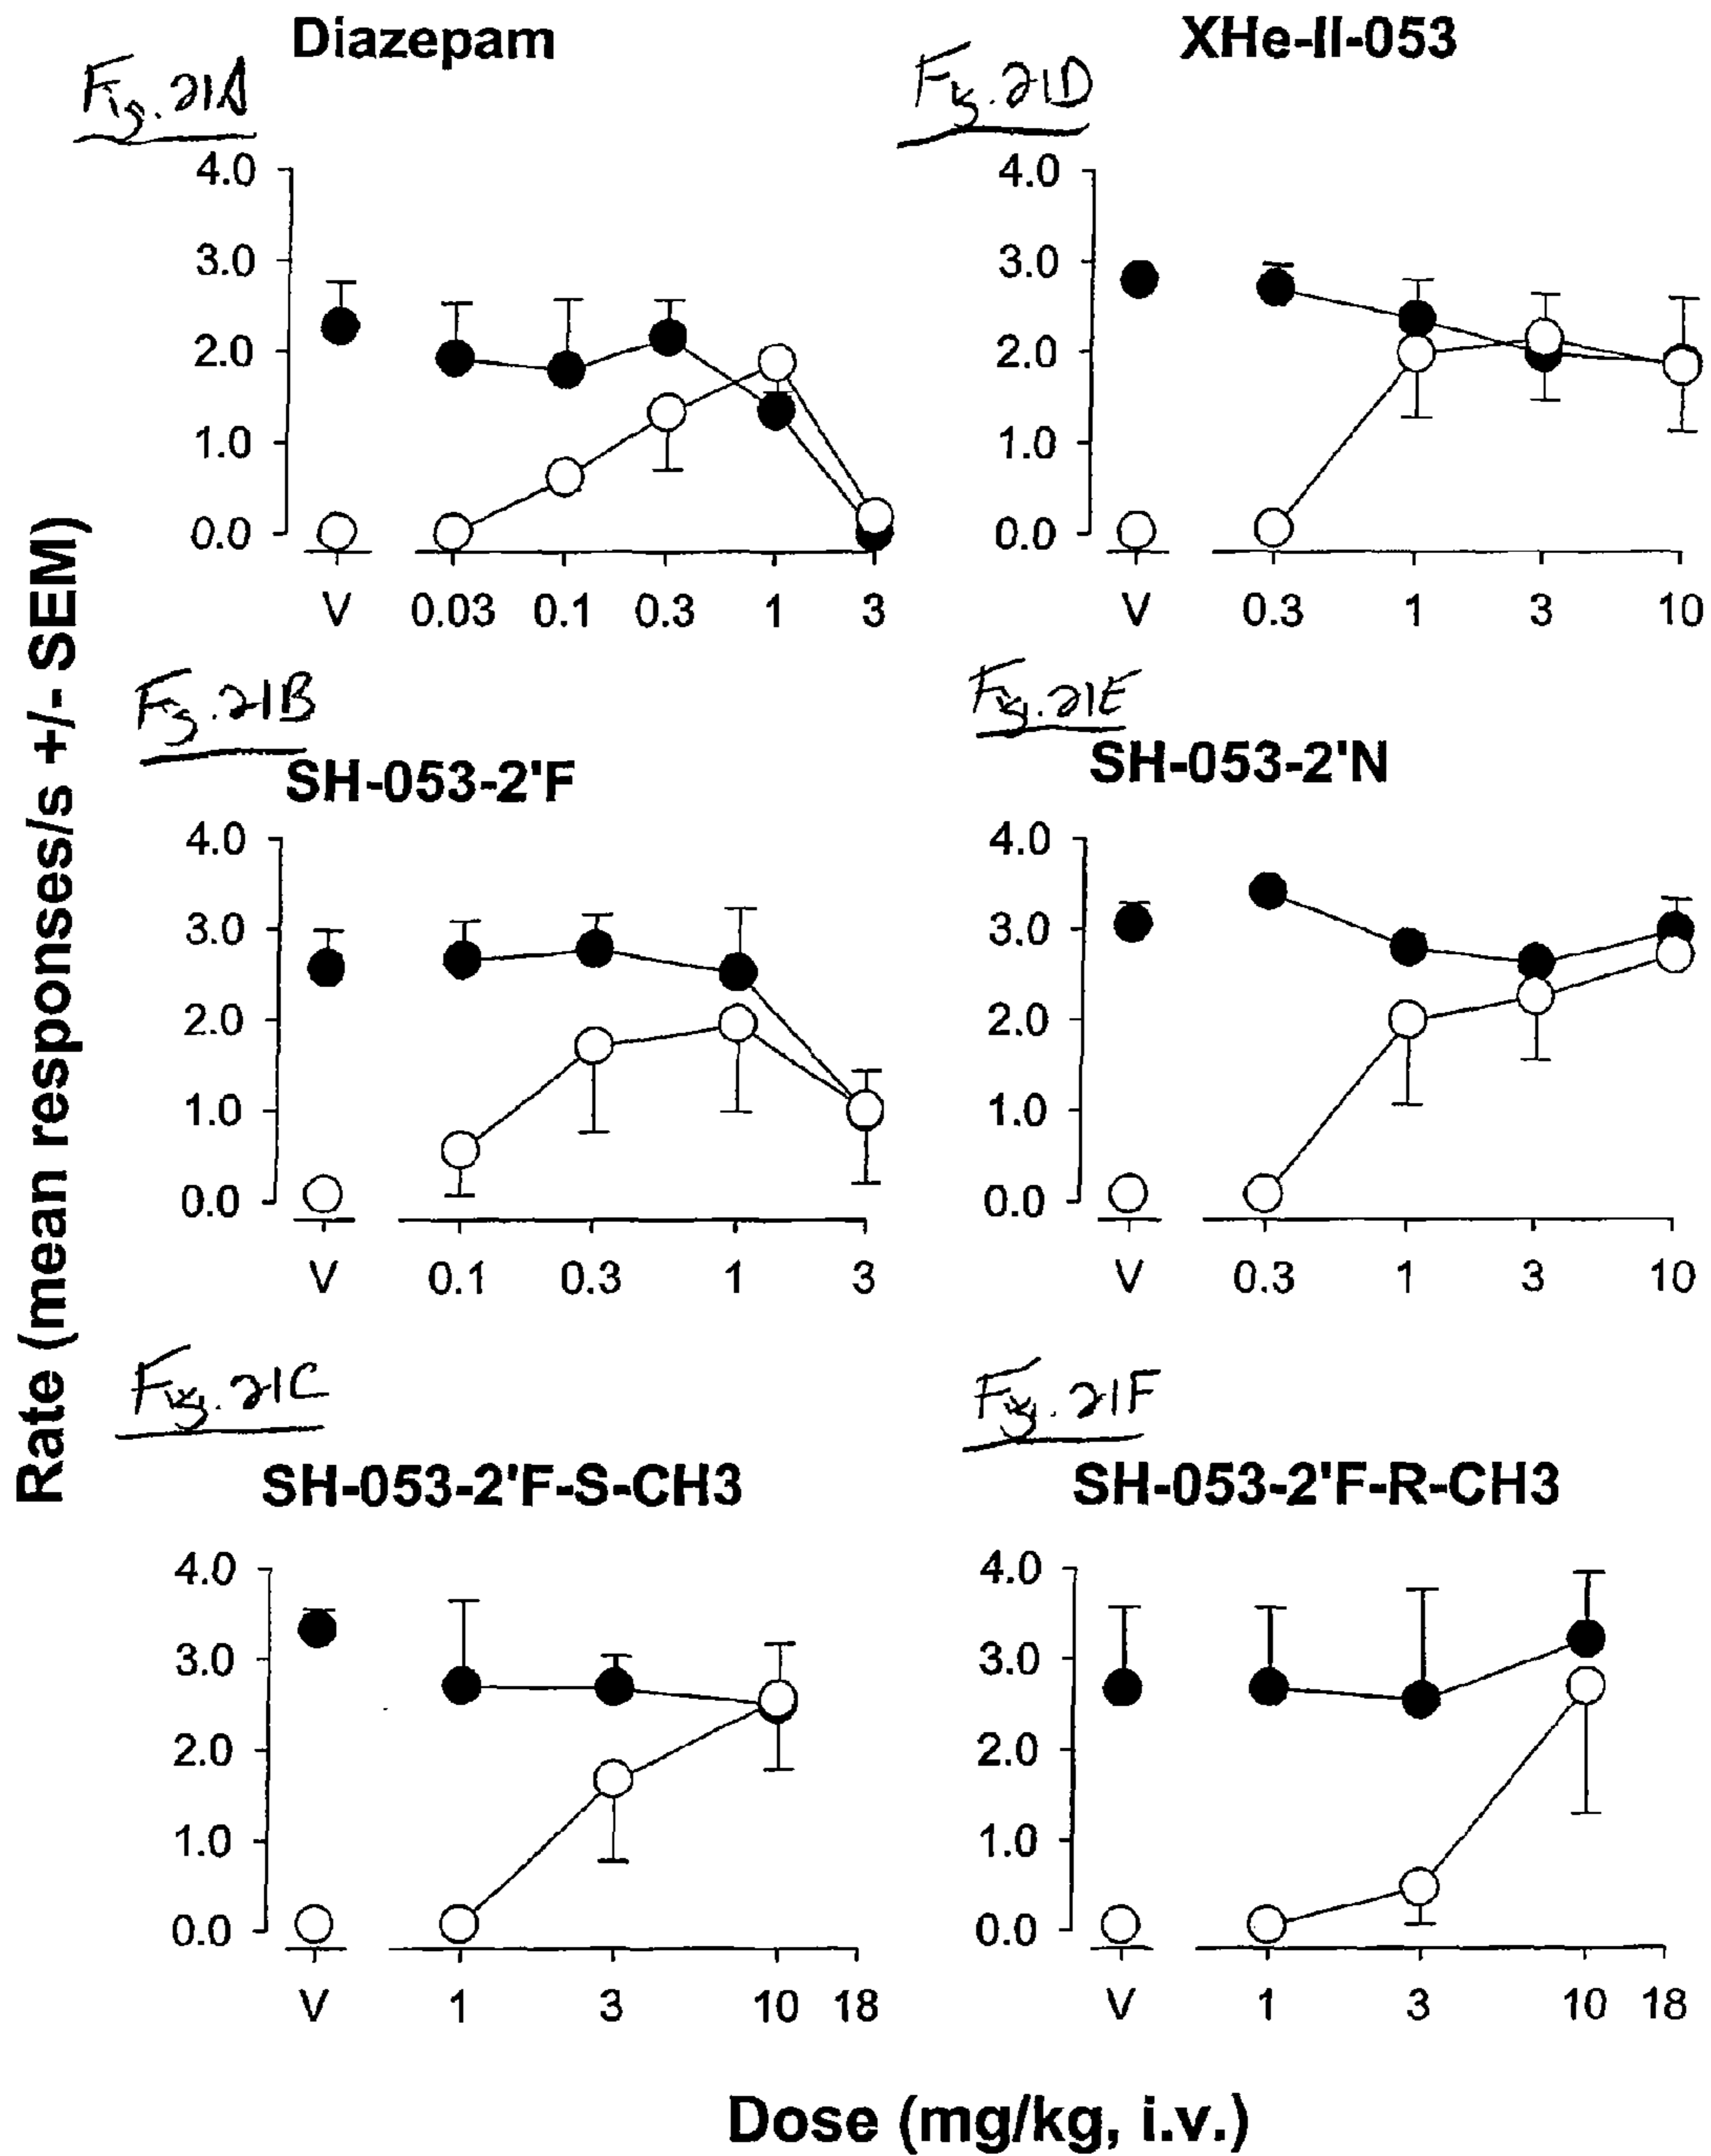 Diazepam
Fig. 21A
4.0
3.0
2.0
1.0
0.0
V 0.03 0.1 0.3 1 3
XHe-II-053
Fig. 21D
4.0
3.0
2.0
1.0
0.0
V 0.3 1 3 10
Fig. 21B
SH-053-2'F
4.0
3.0
2.0
1.0
0.0
V 0.1 0.3 1 3
Fig. 21E
SH-053-2'N
4.0
3.0
2.0
1.0
0.0
V 0.3 1 3 10
Fig. 21C
SH-053-2'F-S-CH3
4.0
3.0
2.0
1.0
0.0
V 1 3 10 18
Fig. 21F
SH-053-2'F-R-CH3
4.0
3.0
2.0
1.0
0.0
V 1 3 10 18
Rate (mean responses/s +/- SEM)
Dose (mg/kg, i.v.)